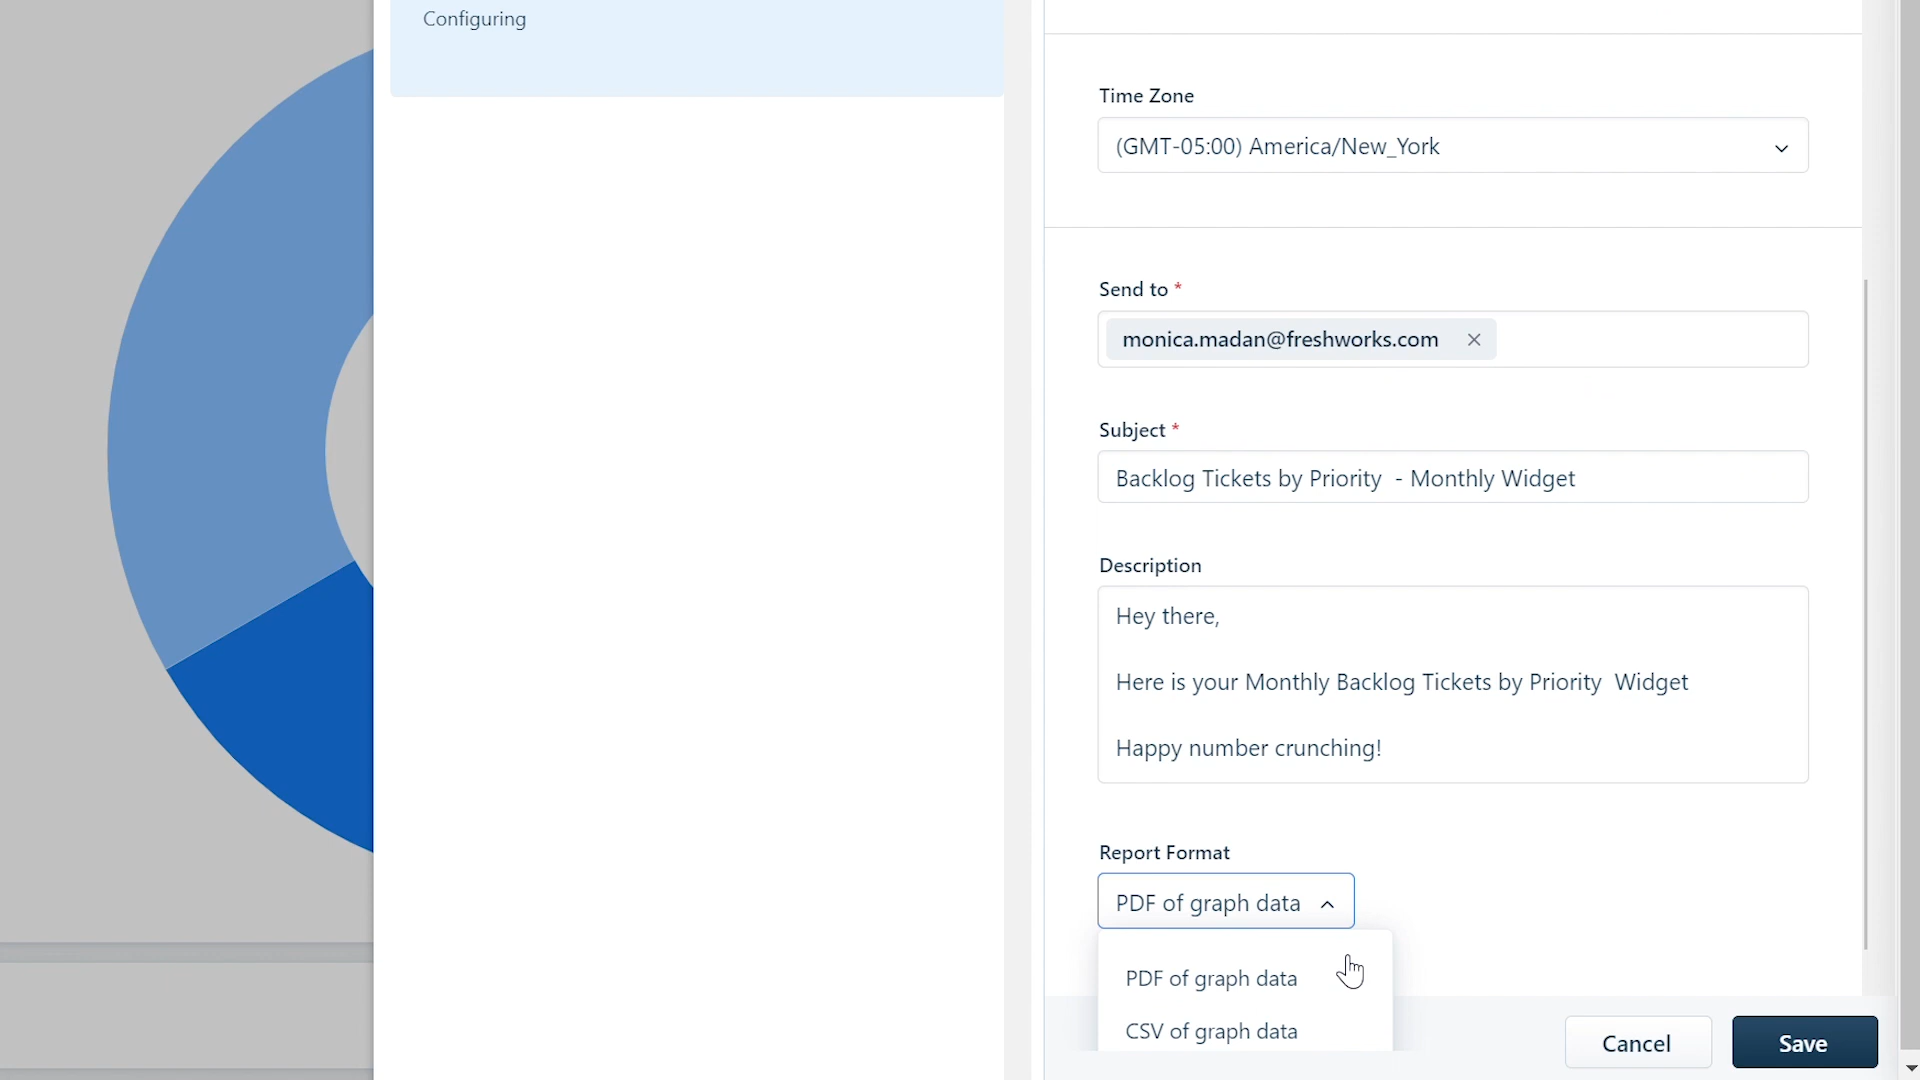 Configuring
Time Zone
(GMT-05:00) America/New_York
Send to *
monica.madan@freshworks.com ×
Subject *
Backlog Tickets by Priority  - Monthly Widget
Description
Hey there,
Here is your Monthly Backlog Tickets by Priority  Widget
Happy number crunching!
Report Format
PDF of graph data
PDF of graph data
CSV of graph data
Cancel
Save